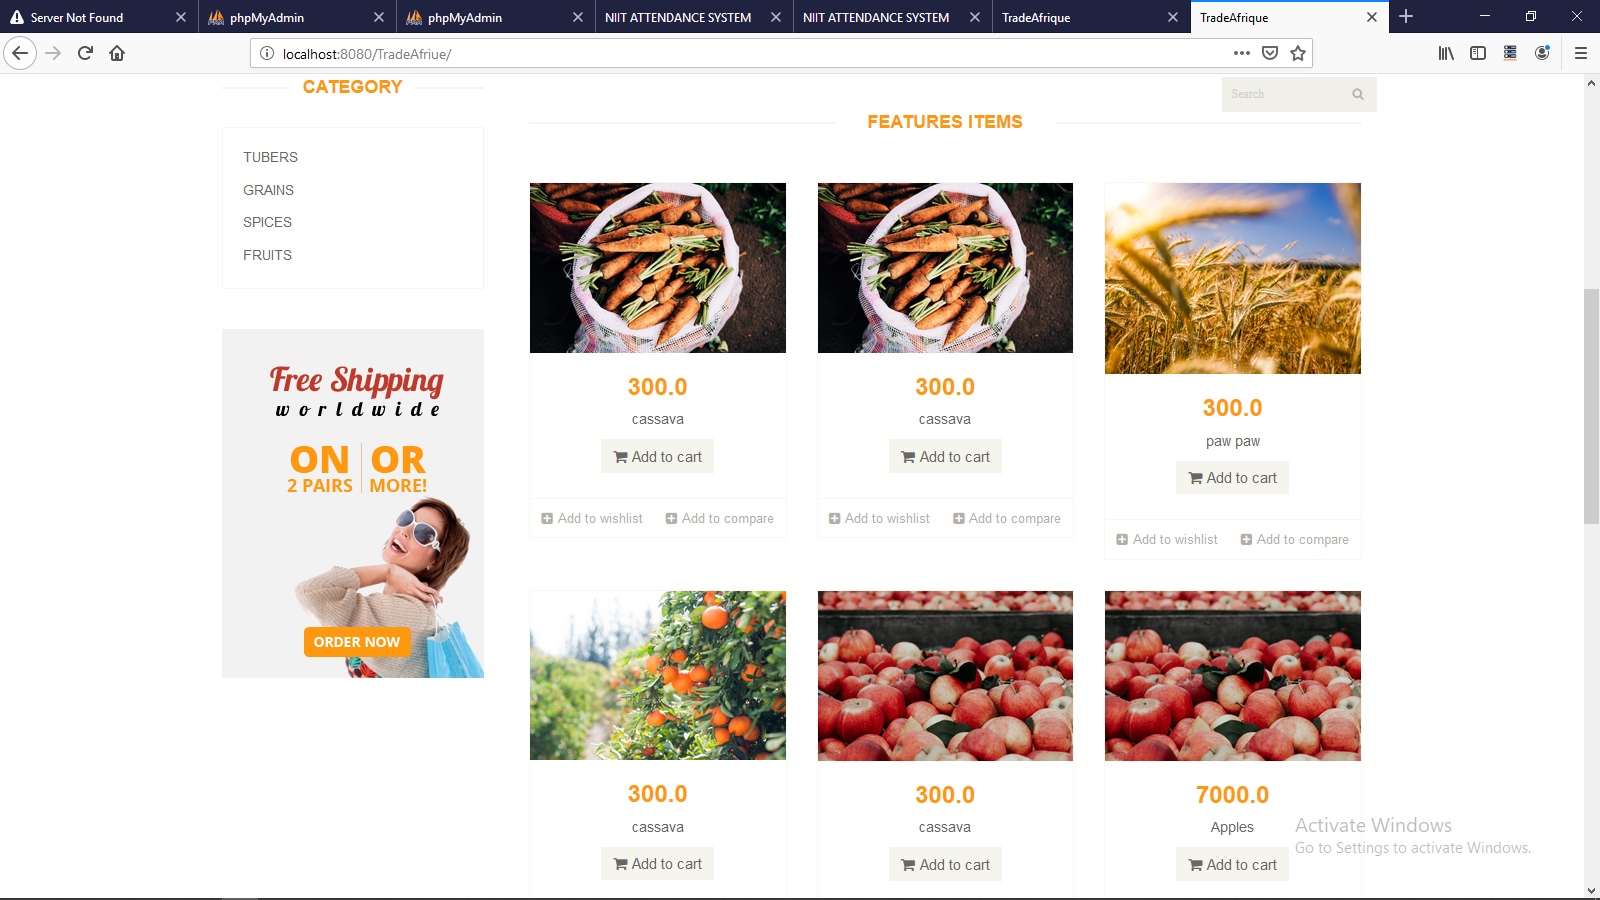 Server Not Found
phpMyAdmin
phpMyAdmin
NIIT ATTENDANCE SYSTEM
NIIT ATTENDANCE SYSTEM
TradeAfrique
TradeAfrique
localhost:8080/TradeAfriue/
CATEGORY
TUBERS
GRAINS
SPICES
FRUITS
Free Shipping
worldwide
ON OR
2 PAIRS MORE!
ORDER NOW
Search
FEATURES ITEMS
300.0
cassava
Add to cart
Add to wishlist Add to compare
300.0
cassava
Add to cart
Add to wishlist Add to compare
300.0
paw paw
Add to cart
Add to wishlist Add to compare
300.0
cassava
Add to cart
300.0
cassava
Add to cart
7000.0
Apples
Add to cart
Activate Windows
Go to Settings to activate Windows.